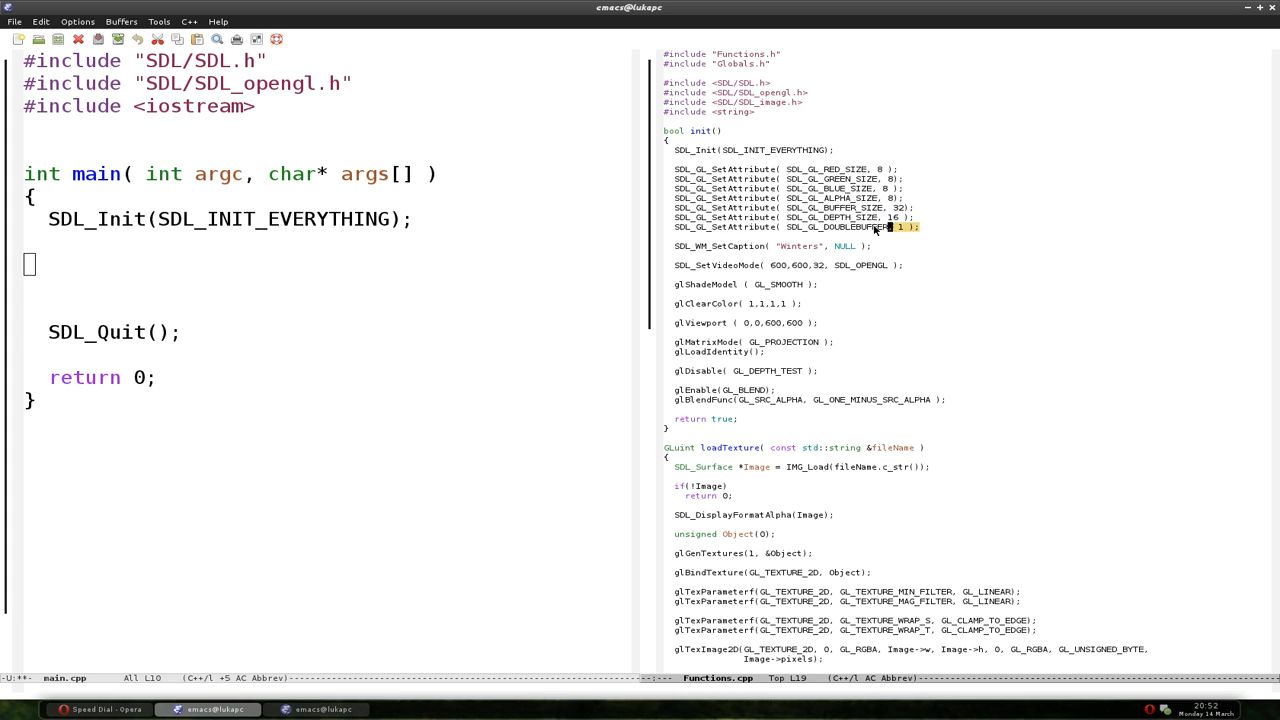 emacs@lukapc
File Edit Options Buffers Tools C++ Help
#include "SDL/SDL.h"
#include "SDL/SDL_opengl.h"
#include <iostream>
int main( int argc, char* args[] )
{
SDL_Init(SDL_INIT_EVERYTHING);
SDL_Quit();
return 0;
}
-U:**- main.cpp All L10 (C++/l +5 AC Abbrev)
#include "Functions.h"
#include "Globals.h"
#include <SDL/SDL.h>
#include <SDL/SDL_opengl.h>
#include <SDL/SDL_image.h>
#include <string>
bool init()
{
SDL_Init(SDL_INIT_EVERYTHING);
SDL_GL_SetAttribute( SDL_GL_RED_SIZE, 8 );
SDL_GL_SetAttribute( SDL_GL_GREEN_SIZE, 8);
SDL_GL_SetAttribute( SDL_GL_BLUE_SIZE, 8 );
SDL_GL_SetAttribute( SDL_GL_ALPHA_SIZE, 8);
SDL_GL_SetAttribute( SDL_GL_BUFFER_SIZE, 32);
SDL_GL_SetAttribute( SDL_GL_DEPTH_SIZE, 16 );
SDL_GL_SetAttribute( SDL_GL_DOUBLEBUFFER, 1 );
SDL_WM_SetCaption( "Winters", NULL );
SDL_SetVideoMode( 600,600,32, SDL_OPENGL );
glShadeModel ( GL_SMOOTH );
glClearColor( 1,1,1,1 );
glViewport ( 0,0,600,600 );
glMatrixMode( GL_PROJECTION );
glLoadIdentity();
glDisable( GL_DEPTH_TEST );
glEnable(GL_BLEND);
glBlendFunc(GL_SRC_ALPHA, GL_ONE_MINUS_SRC_ALPHA );
return true;
}
GLuint loadTexture( const std::string &fileName )
{
SDL_Surface *Image = IMG_Load(fileName.c_str());
if(!Image)
return 0;
SDL_DisplayFormatAlpha(Image);
unsigned Object(0);
glGenTextures(1, &Object);
glBindTexture(GL_TEXTURE_2D, Object);
glTexParameterf(GL_TEXTURE_2D, GL_TEXTURE_MIN_FILTER, GL_LINEAR);
glTexParameterf(GL_TEXTURE_2D, GL_TEXTURE_MAG_FILTER, GL_LINEAR);
glTexParameterf(GL_TEXTURE_2D, GL_TEXTURE_WRAP_S, GL_CLAMP_TO_EDGE);
glTexParameterf(GL_TEXTURE_2D, GL_TEXTURE_WRAP_T, GL_CLAMP_TO_EDGE);
glTexImage2D(GL_TEXTURE_2D, 0, GL_RGBA, Image->w, Image->h, 0, GL_RGBA, GL_UNSIGNED_BYTE,
Image->pixels);
--:--- Functions.cpp Top L19 (C++/l AC Abbrev)
Speed Dial - Opera emacs@lukapc emacs@lukapc
20:52
Monday 14 March